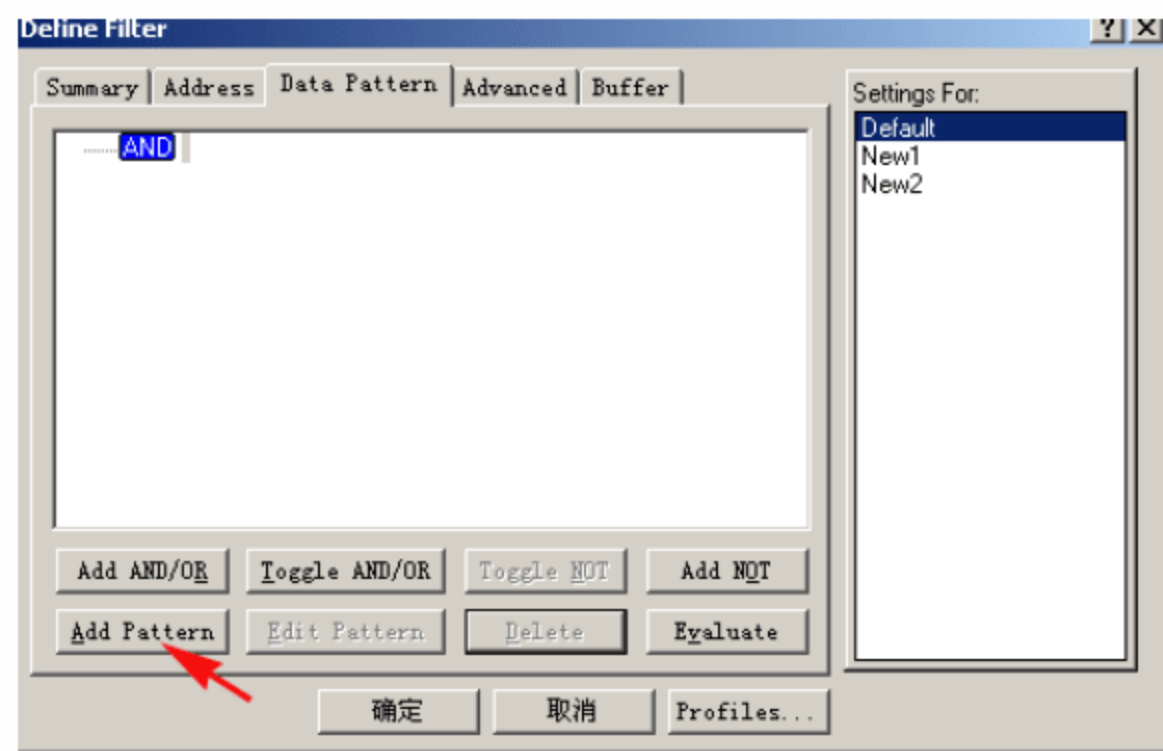 Define Filter
Summary Address Data Pattern Advanced Buffer
Settings For:
Default
New1
New2
AND
Add AND/OR Toggle AND/OR Toggle NOT Add NOT
Add Pattern Edit Pattern Delete Evaluate
确定 取消 Profiles...